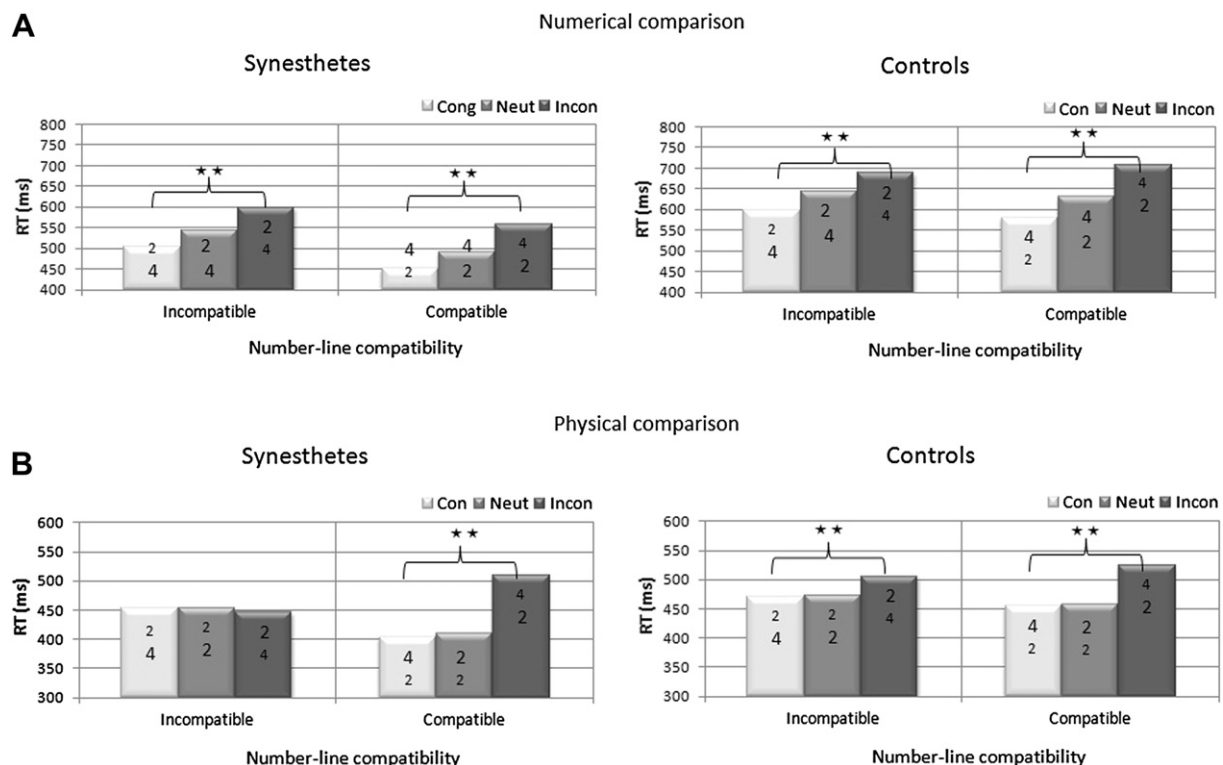 A
Numerical comparison
Synesthetes
Cong Neut Incon
RT (ms)
800
750
700
650
600
550
500
450
400
★ ★
★ ★
2 2 2 4 4 4
4 4 4 2 2 2
Incompatible Compatible
Number-line compatibility
Controls
Con Neut Incon
RT (ms)
800
750
700
650
600
550
500
450
400
★ ★
★ ★
2 2 2 4 4 4
4 4 4 2 2 2
Incompatible Compatible
Number-line compatibility
B
Physical comparison
Synesthetes
Con Neut Incon
RT (ms)
600
550
500
450
400
350
300
★ ★
2 2 2 4 2 4
4 2 4 2 2 2
Incompatible Compatible
Number-line compatibility
Controls
Con Neut Incon
RT (ms)
600
550
500
450
400
350
300
★ ★
★ ★
2 2 2 4 2 4
4 2 4 2 2 2
Incompatible Compatible
Number-line compatibility